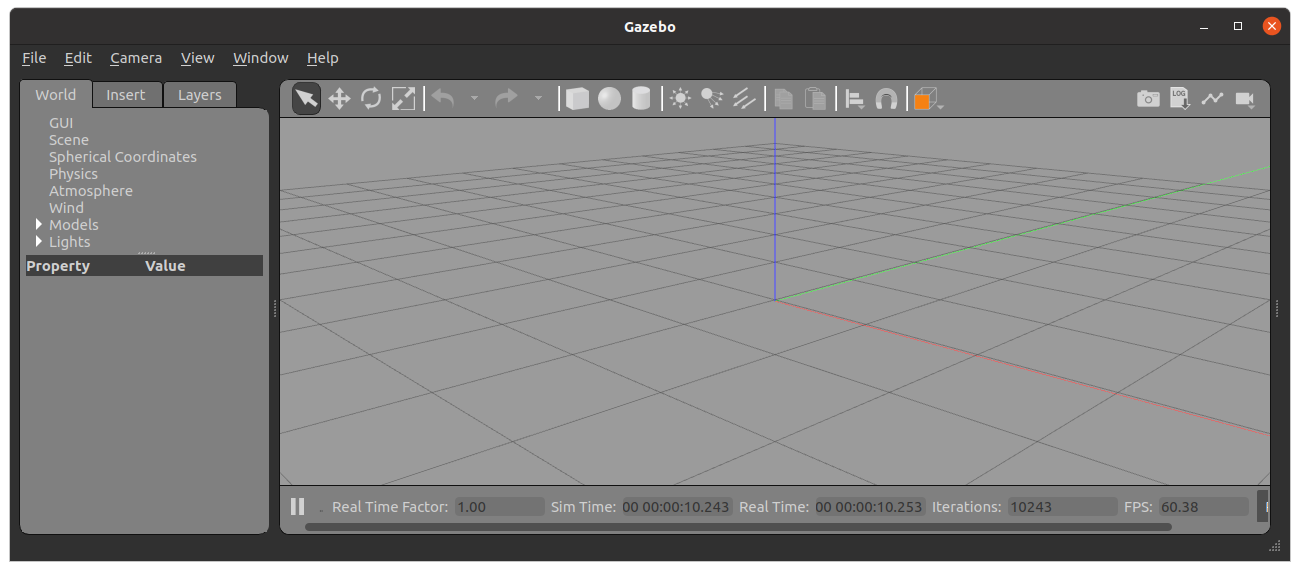 Gazebo
File Edit Camera View Window Help
World Insert Layers
LOG
GUI
Scene
Spherical Coordinates
Physics
Atmosphere
Wind
Models
Lights
Property Value
Real Time Factor: 1.00 Sim Time: 00 00:00:10.243 Real Time: 00 00:00:10.253 Iterations: 10243 FPS: 60.38